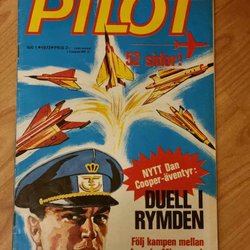 PILOT
52 sidor!
NYTT Dan
Cooper-äventyr:
DUELL I
RYMDEN
Följ kampen mellan